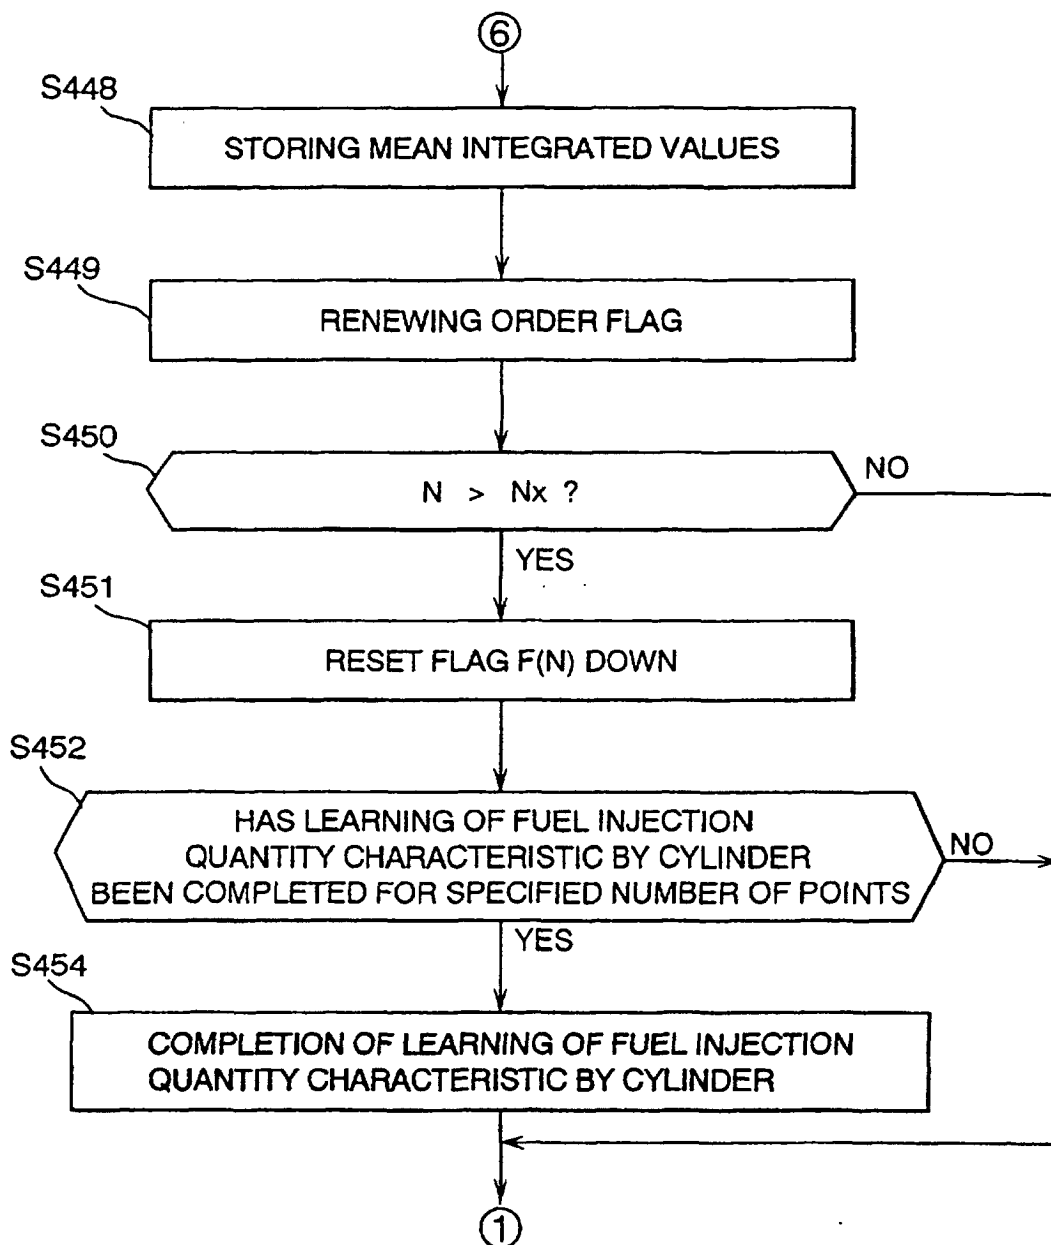 6
S448
STORING MEAN INTEGRATED VALUES
S449
RENEWING ORDER FLAG
S450
N > Nx ?
NO
YES
S451
RESET FLAG F(N) DOWN
S452
HAS LEARNING OF FUEL INJECTION
QUANTITY CHARACTERISTIC BY CYLINDER
BEEN COMPLETED FOR SPECIFIED NUMBER OF POINTS
NO
YES
S454
COMPLETION OF LEARNING OF FUEL INJECTION
QUANTITY CHARACTERISTIC BY CYLINDER
1